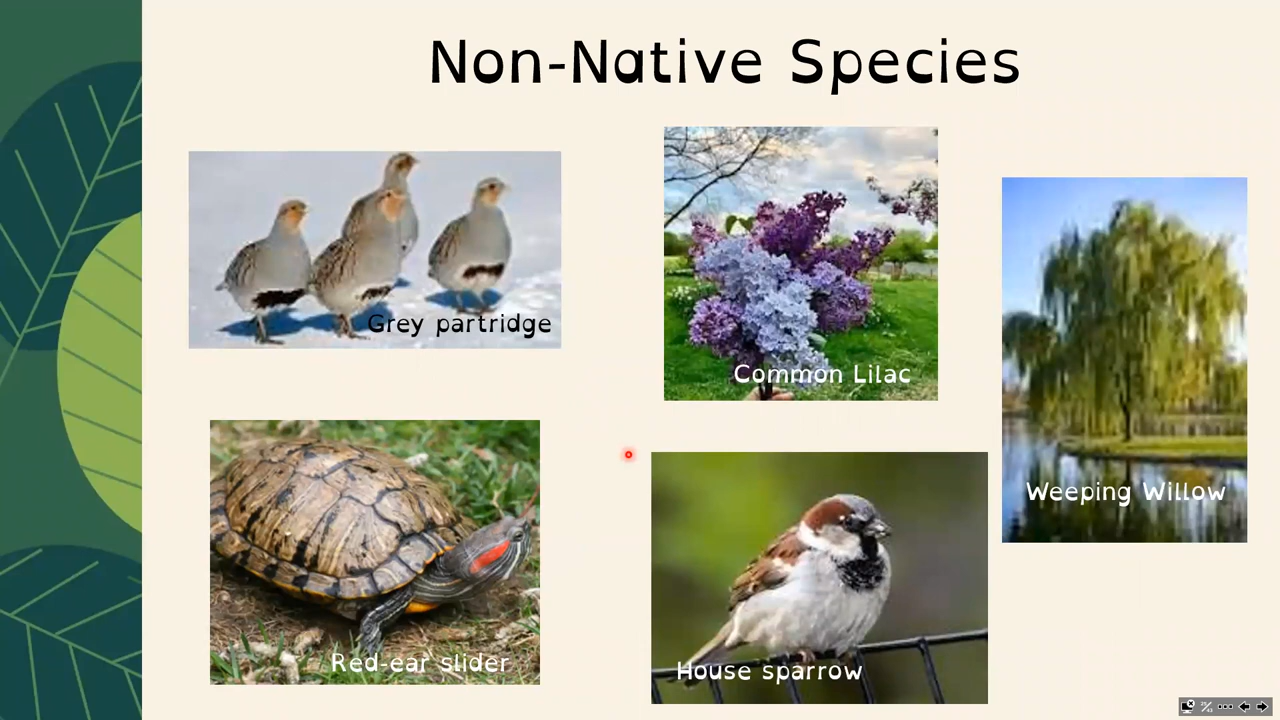 Non-Native Species
Grey partridge
Common Lilac
Weeping Willow
Red-ear slider
House sparrow